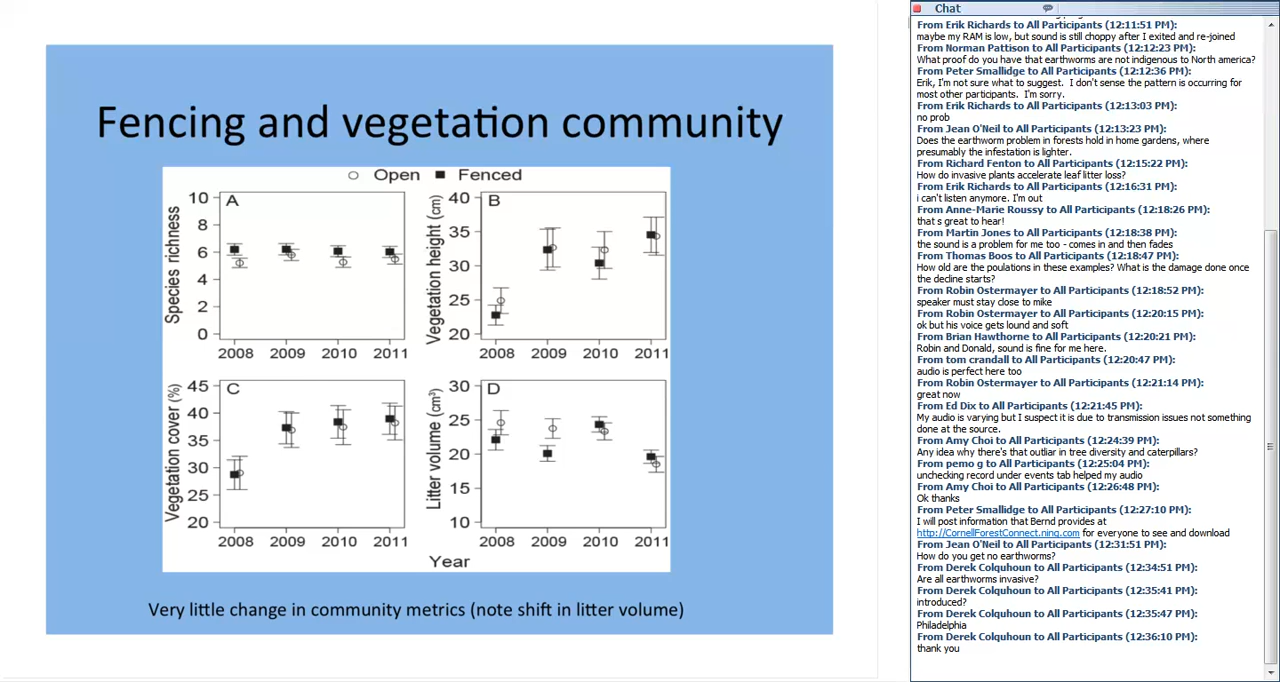 Fencing and vegetation community
○ Open ■ Fenced
A
Species richness
10
8
6
4
2
0
2008 2009 2010 2011
B
Vegetation height (cm)
40
35
30
25
20
2008 2009 2010 2011
C
Vegetation cover (%)
45
40
35
30
25
20
2008 2009 2010 2011
D
Litter volume (cm³)
30
25
20
15
10
2008 2009 2010 2011
Year
Very little change in community metrics (note shift in litter volume)
Chat
From Erik Richards to All Participants (12:11:51 PM):
maybe my RAM is low, but sound is still choppy after I exited and re-joined
From Norman Pattison to All Participants (12:12:23 PM):
What proof do you have that earthworms are not indigenous to North america?
From Peter Smallidge to All Participants (12:12:36 PM):
Erik, I'm not sure what to suggest. I don't sense the pattern is occurring for
most other participants. I'm sorry.
From Erik Richards to All Participants (12:13:03 PM):
no prob
From Jean O'Neil to All Participants (12:13:23 PM):
Does the earthworm problem in forests hold in home gardens, where
presumably the infestation is lighter.
From Richard Fenton to All Participants (12:15:22 PM):
How do invasive plants accelerate leaf litter loss?
From Erik Richards to All Participants (12:16:31 PM):
i can't listen anymore. I'm out
From Anne-Marie Roussy to All Participants (12:18:26 PM):
that s great to hear!
From Martin Jones to All Participants (12:18:38 PM):
the sound is a problem for me too - comes in and then fades
From Thomas Boos to All Participants (12:18:47 PM):
How old are the poulations in these examples? What is the damage done once
the decline starts?
From Robin Ostermayer to All Participants (12:18:52 PM):
speaker must stay close to mike
From Robin Ostermayer to All Participants (12:20:15 PM):
ok but his voice gets lound and soft
From Brian Hawthorne to All Participants (12:20:21 PM):
Robin and Donald, sound is fine for me here.
From tom crandall to All Participants (12:20:47 PM):
audio is perfect here too
From Robin Ostermayer to All Participants (12:21:14 PM):
great now
From Ed Dix to All Participants (12:21:45 PM):
My audio is varying but I suspect it is due to transmission issues not something
done at the source.
From Amy Choi to All Participants (12:24:39 PM):
Any idea why there's that outliar in tree diversity and caterpillars?
From pemo g to All Participants (12:25:04 PM):
unchecking record under events tab helped my audio
From Amy Choi to All Participants (12:26:48 PM):
Ok thanks
From Peter Smallidge to All Participants (12:27:10 PM):
I will post information that Bernd provides at
http://CornellForestConnect.ning.com for everyone to see and download
From Jean O'Neil to All Participants (12:31:51 PM):
How do you get no earthworms?
From Derek Colquhoun to All Participants (12:34:51 PM):
Are all earthworms invasive?
From Derek Colquhoun to All Participants (12:35:41 PM):
introduced?
From Derek Colquhoun to All Participants (12:35:47 PM):
Philadelphia
From Derek Colquhoun to All Participants (12:36:10 PM):
thank you